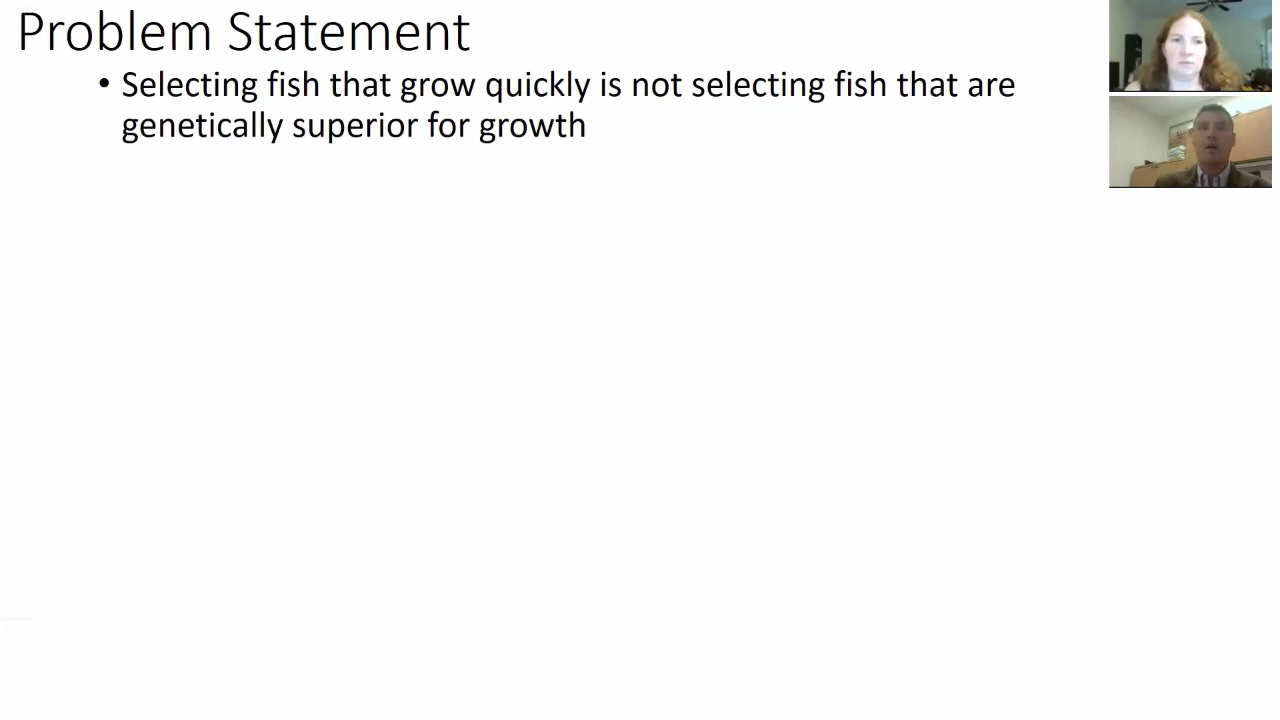 Problem Statement
• Selecting fish that grow quickly is not selecting fish that are
genetically superior for growth